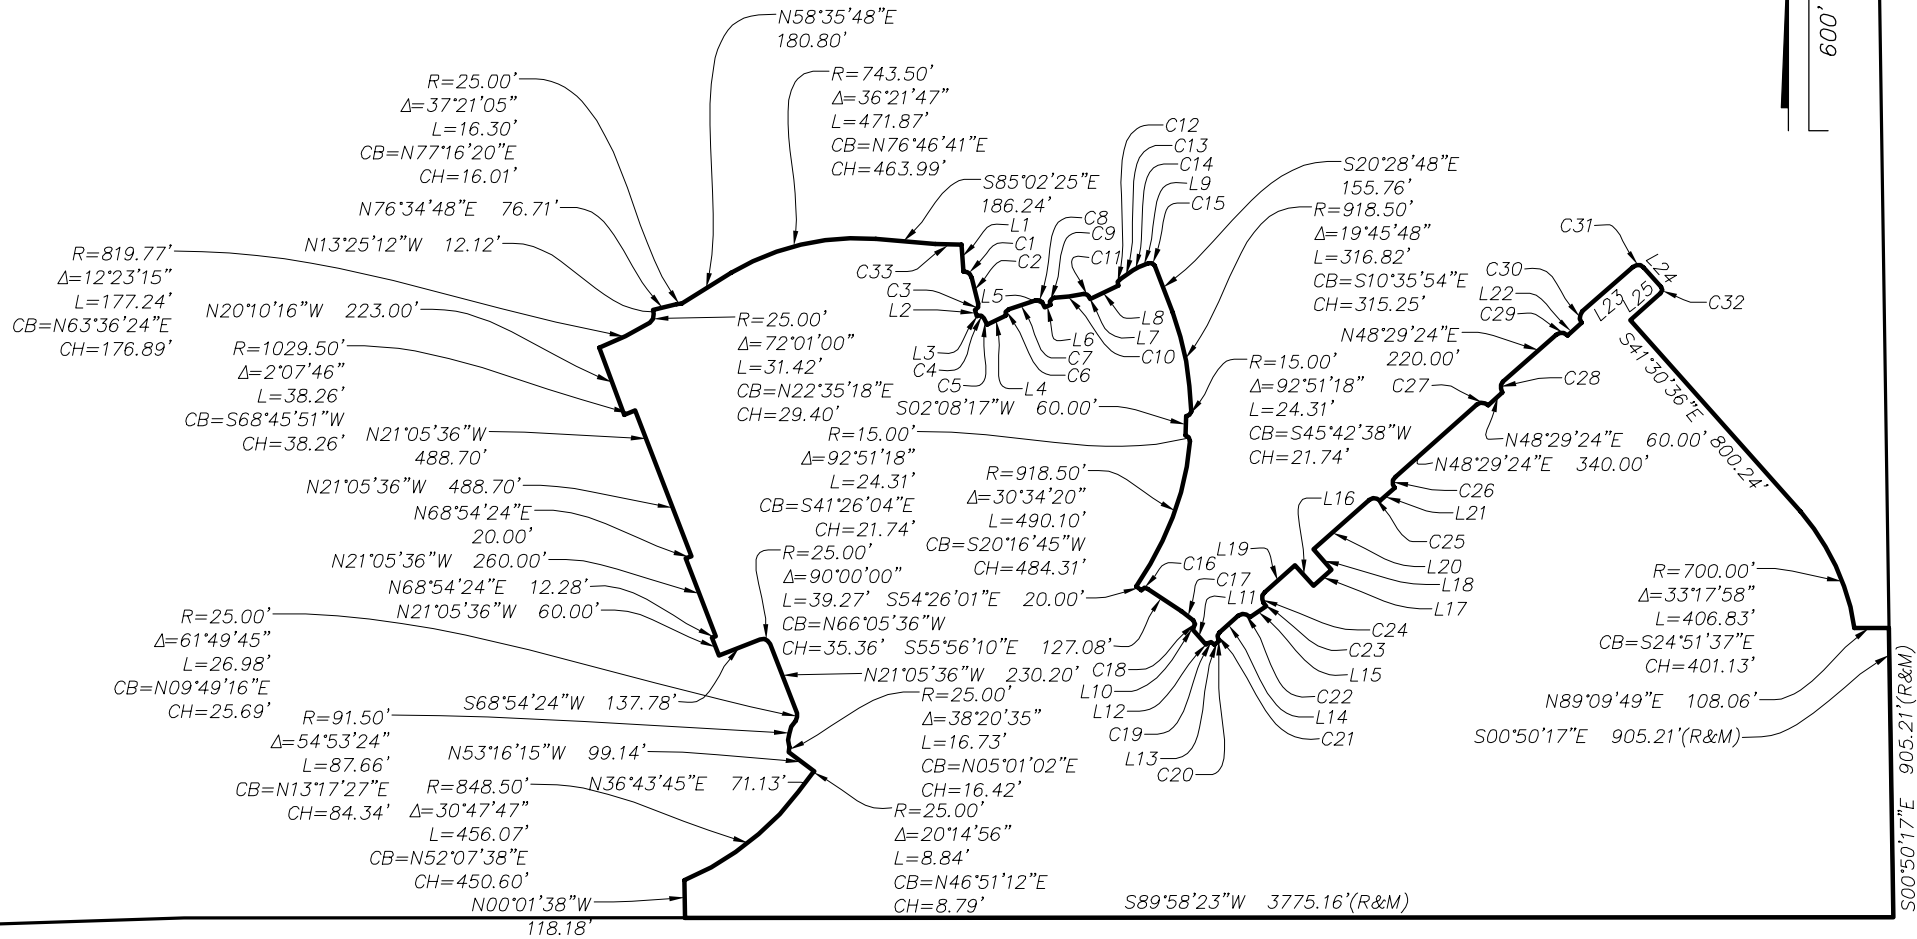 N58°35'48"E
180.80'
600'
R=25.00'
Δ=37°21'05"
L=16.30'
CB=N77°16'20"E
CH=16.01'
R=743.50'
Δ=36°21'47"
L=471.87'
CB=N76°46'41"E
CH=463.99'
C12
C13
C14
L9
C15
S20°28'48"E
155.76'
S85°02'25"E
186.24'
N76°34'48"E 76.71'
N13°25'12"W 12.12'
L1
C1
C2
C33
C3
L2
L5
C8
C9
C11
R=918.50'
Δ=19°45'48"
L=316.82'
CB=S10°35'54"E
CH=315.25'
C31
L24
C30
L22
C29
L23
L25
C32
R=819.77'
Δ=12°23'15"
L=177.24'
CB=N63°36'24"E
CH=176.89'
N20°10'16"W 223.00'
R=25.00'
Δ=72°01'00"
L=31.42'
CB=N22°35'18"E
CH=29.40'
L3
C4
C5
L4
L6
C7
C6
L8
L7
C10
N48°29'24"E
220.00'
C27
C28
S41°30'36"E 800.24'
R=1029.50'
Δ=2°07'46"
L=38.26'
CB=S68°45'51"W
CH=38.26'
N21°05'36"W
488.70'
S02°08'17"W 60.00'
R=15.00'
Δ=92°51'18"
L=24.31'
CB=S45°42'38"W
CH=21.74'
N48°29'24"E 60.00'
N48°29'24"E 340.00'
R=15.00'
Δ=92°51'18"
L=24.31'
CB=S41°26'04"E
CH=21.74'
N21°05'36"W 488.70'
N68°54'24"E
20.00'
N21°05'36"W 260.00'
N68°54'24"E 12.28'
N21°05'36"W 60.00'
R=918.50'
Δ=30°34'20"
L=490.10'
CB=S20°16'45"W
CH=484.31'
L16
C26
L21
C25
L20
L18
L17
L19
C16
C17
L11
R=25.00'
Δ=90°00'00"
L=39.27'
CB=N66°05'36"W
CH=35.36'
S54°26'01"E 20.00'
S55°56'10"E 127.08'
R=700.00'
Δ=33°17'58"
L=406.83'
CB=S24°51'37"E
CH=401.13'
R=25.00'
Δ=61°49'45"
L=26.98'
CB=N09°49'16"E
CH=25.69'
C24
C23
L15
C22
L14
C21
C18
L10
L12
C19
L13
C20
N21°05'36"W 230.20'
S68°54'24"W 137.78'
N89°09'49"E 108.06'
S00°50'17"E 905.21'(R&M)
S00°50'17"E 905.21'(R&M)
R=25.00'
Δ=38°20'35"
L=16.73'
CB=N05°01'02"E
CH=16.42'
R=91.50'
Δ=54°53'24"
L=87.66'
CB=N13°17'27"E
CH=84.34'
N53°16'15"W 99.14'
N36°43'45"E 71.13'
R=848.50'
Δ=30°47'47"
L=456.07'
CB=N52°07'38"E
CH=450.60'
R=25.00'
Δ=20°14'56"
L=8.84'
CB=N46°51'12"E
CH=8.79'
N00°01'38"W
118.18'
S89°58'23"W 3775.16'(R&M)